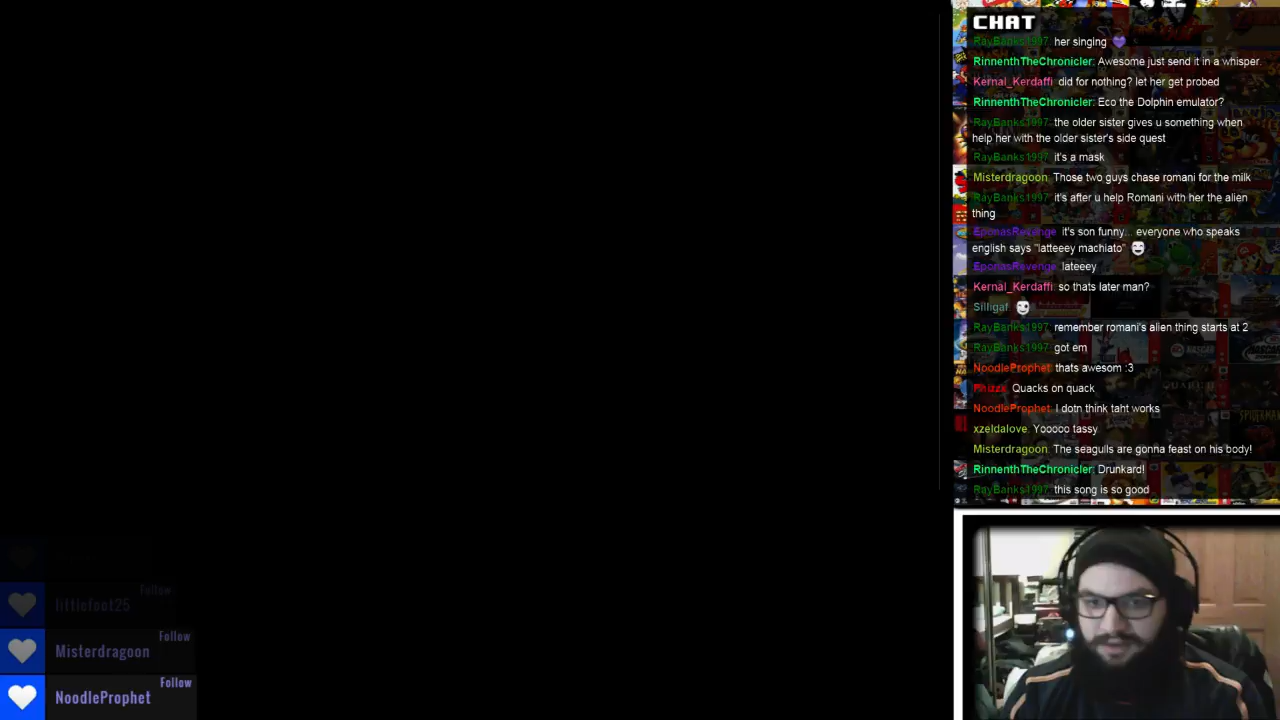 CHAT
RayBanks1997: her singing
RinnenthTheChronicler: Awesome just send it in a whisper.
Kernal_Kerdaffi: did for nothing? let her get probed
RinnenthTheChronicler: Eco the Dolphin emulator?
RayBanks1997: the older sister gives u something when
help her with the older sister's side quest
RayBanks1997: it's a mask
Misterdragoon: Those two guys chase romani for the milk
RayBanks1997: it's after u help Romani with her the alien
thing
EponasRevenge: it's son funny... everyone who speaks
english says "latteeey machiato"
EponasRevenge: lateeey
Kernal_Kerdaffi: so thats later man?
Silligaf:
RayBanks1997: remember romani's alien thing starts at 2
RayBanks1997: got em
NoodleProphet: thats awesom :3
Quacks on quack
NoodleProphet: I dotn think taht works
xzeldalove: Yooooo tassy
Misterdragoon: The seagulls are gonna feast on his body!
RinnenthTheChronicler: Drunkard!
RayBanks1997: this song is so good
Follow
littlefoot25
Follow
Misterdragoon
Follow
NoodleProphet